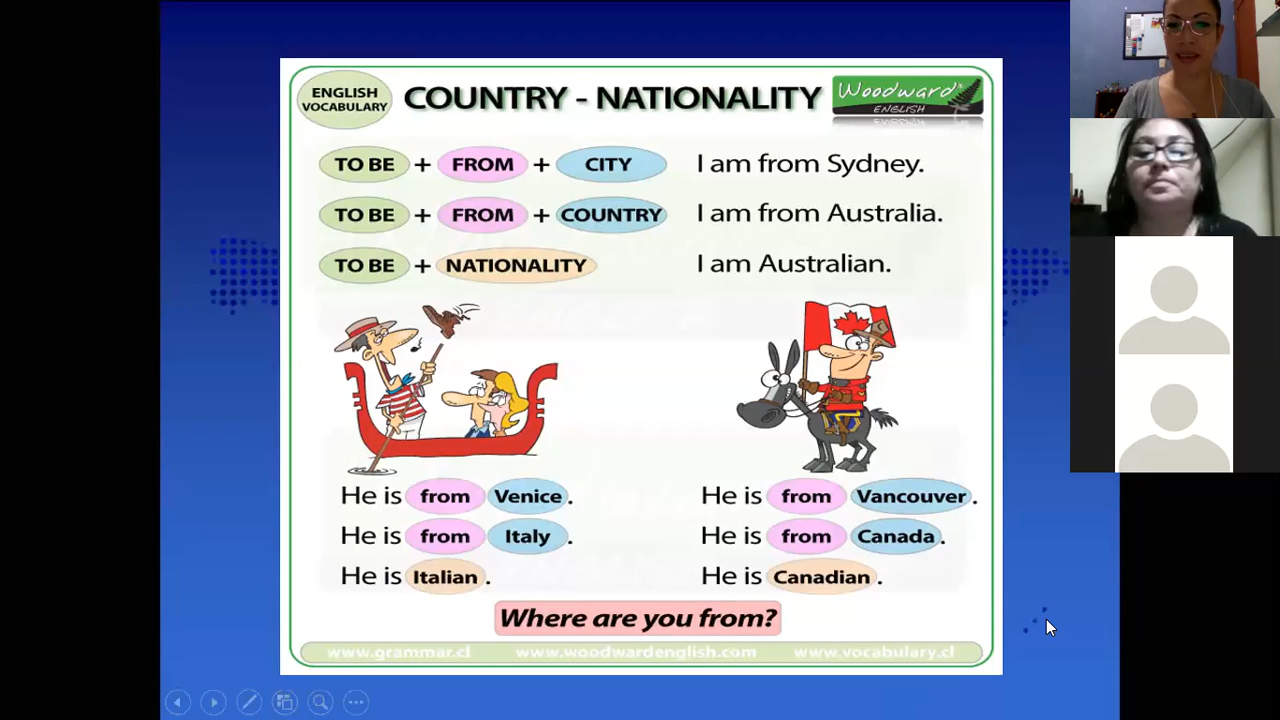 ENGLISH
VOCABULARY
COUNTRY - NATIONALITY
Woodward
ENGLISH
TO BE + FROM + CITY I am from Sydney.
TO BE + FROM + COUNTRY I am from Australia.
TO BE + NATIONALITY I am Australian.
He is from Venice. He is from Vancouver.
He is from Italy. He is from Canada.
He is Italian. He is Canadian.
Where are you from?
www.grammar.cl www.woodwardenglish.com www.vocabulary.cl